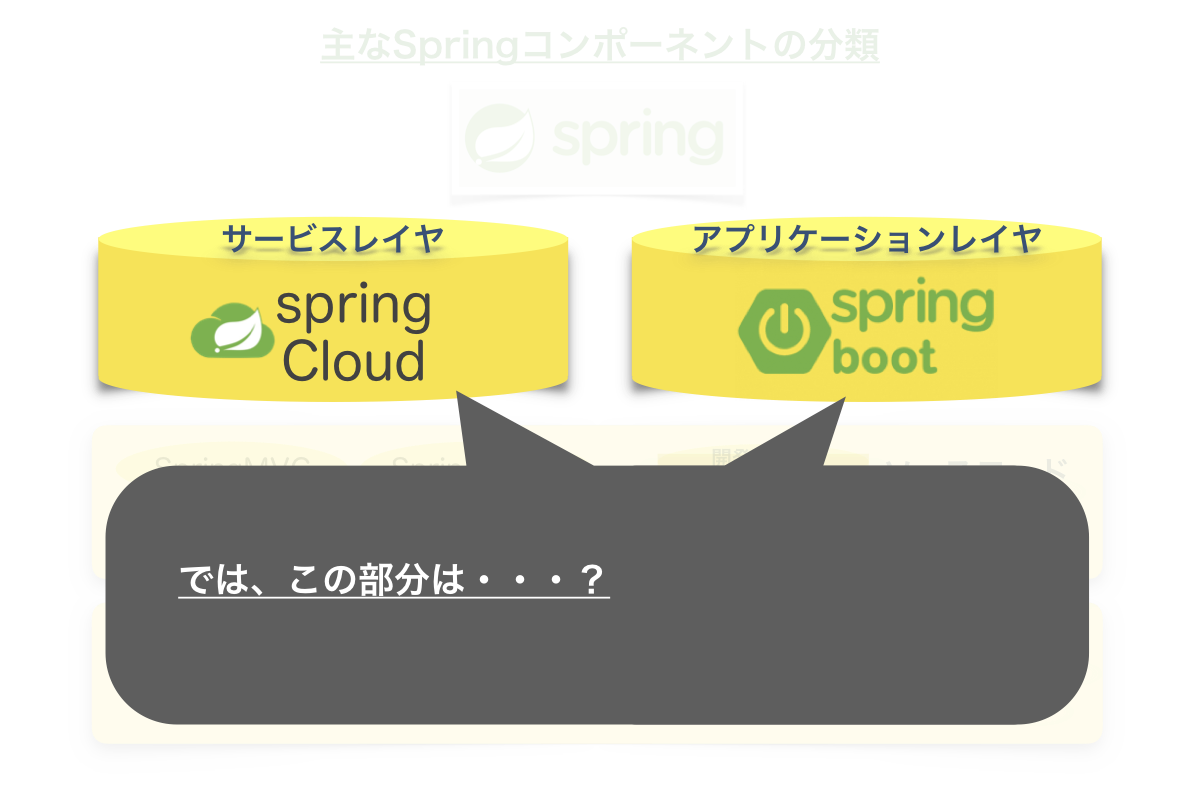 主なSpringコンポーネントの分類
spring
サービスレイヤ
アプリケーションレイヤ
spring
Cloud
spring
boot
SpringMVC
では、この部分は・・・？